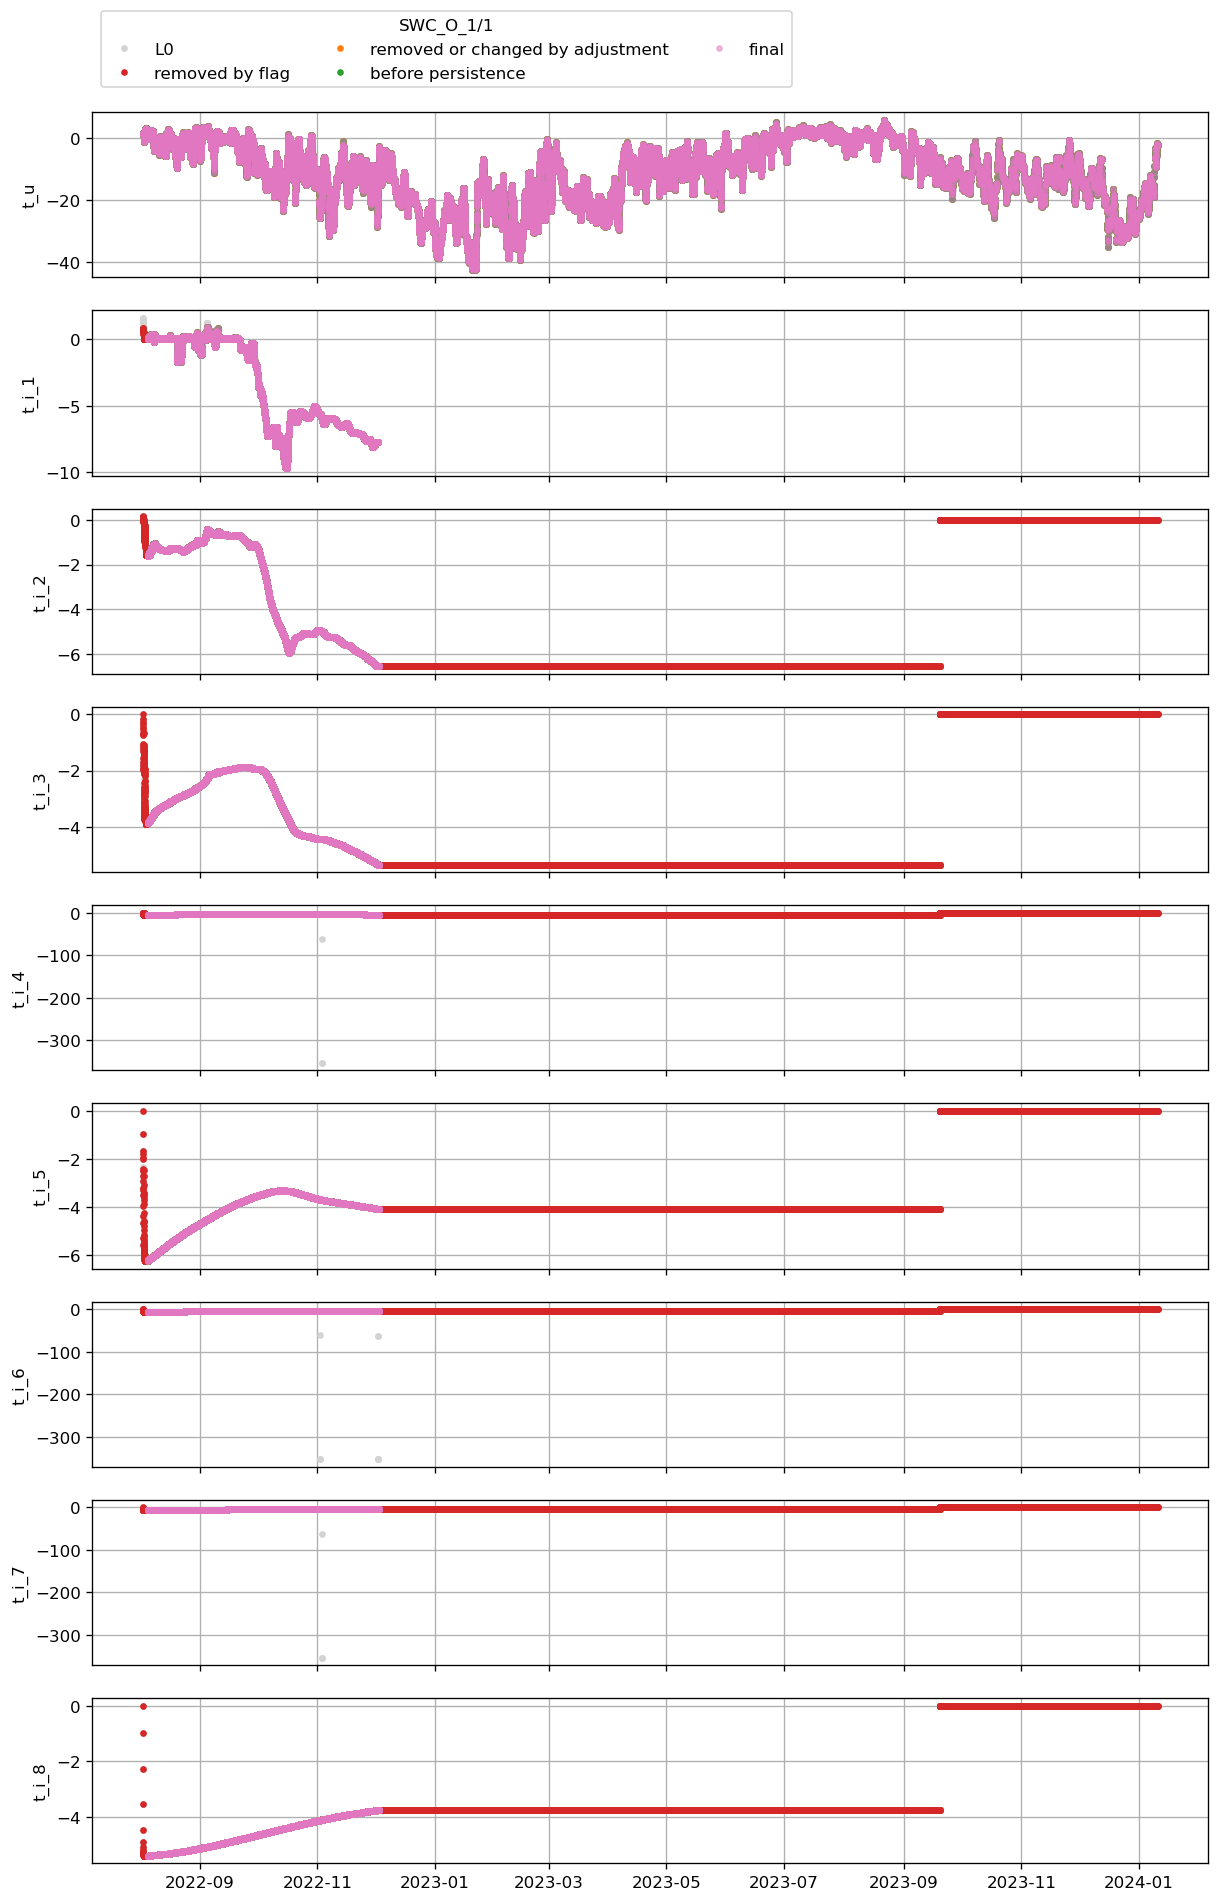 SWC_O_1/1
L0
removed or changed by adjustment
final
removed by flag
before persistence
t_u
0
−20
−40
t_i_1
0
−5
−10
t_i_2
0
−2
−4
−6
t_i_3
0
−2
−4
t_i_4
0
−100
−200
−300
t_i_5
0
−2
−4
−6
t_i_6
0
−100
−200
−300
t_i_7
0
−100
−200
−300
t_i_8
0
−2
−4
2022-09 2022-11 2023-01 2023-03 2023-05 2023-07 2023-09 2023-11 2024-01